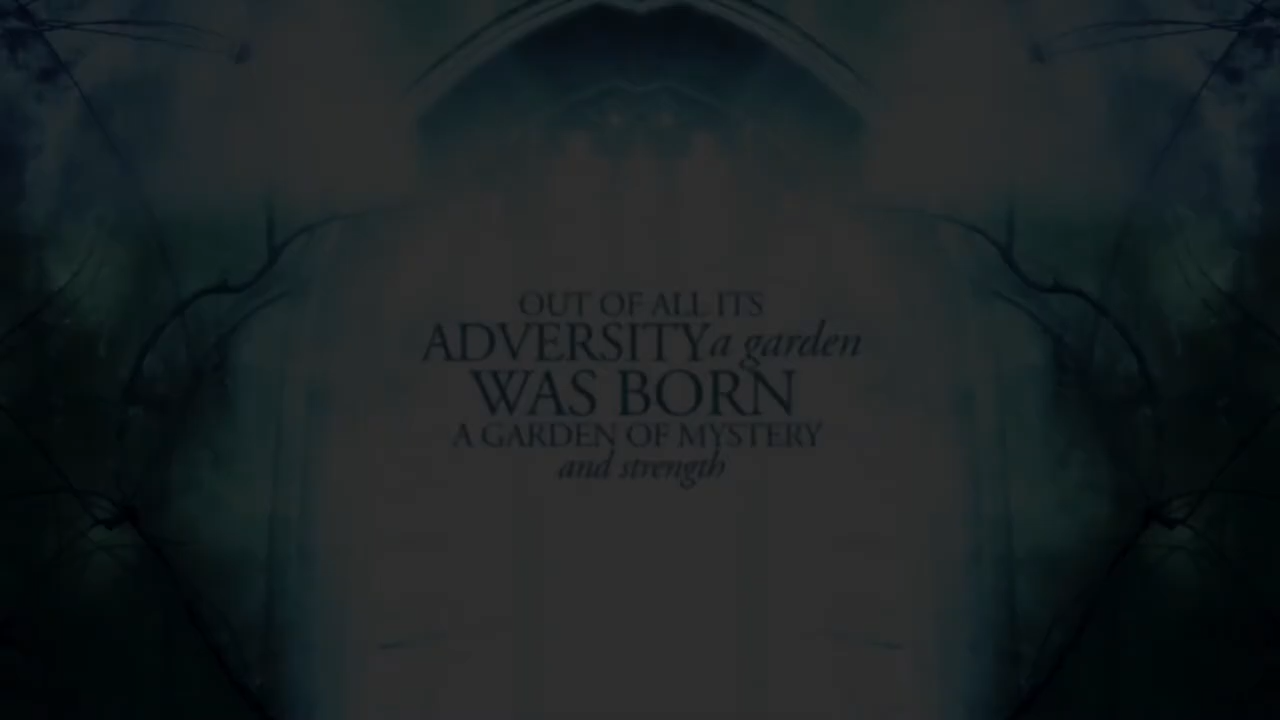 OUT OF ALL ITS
ADVERSITY a garden
WAS BORN
A GARDEN OF MYSTERY
and strength